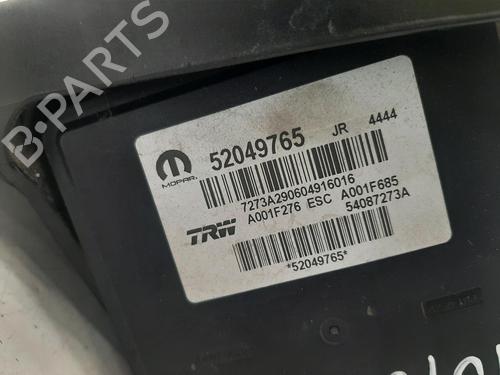 B-PARTS
52049765 JR 4444
MOPAR
7273A290604916016
A001F276 ESC A001F685
TRW 54087273A
*52049765*